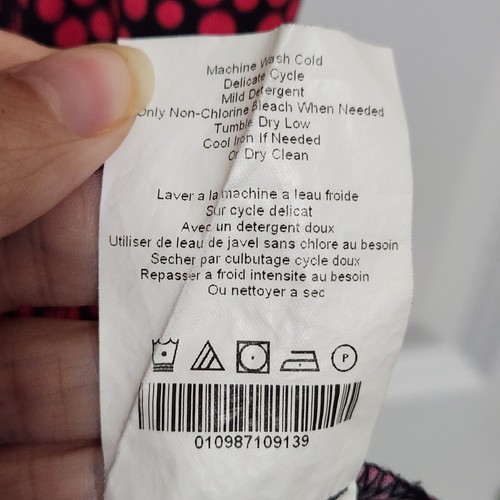 Machine Wash Cold
Delicate Cycle
Mild Detergent
Only Non-Chlorine Bleach When Needed
Tumble Dry Low
Cool Iron If Needed
Or Dry Clean
Laver a la machine a leau froide
Sur cycle delicat
Avec un detergent doux
Utiliser de leau de javel sans chlore au besoin
Secher par culbutage cycle doux
Repasser a froid intensite au besoin
Ou nettoyer a sec
P
010987109139